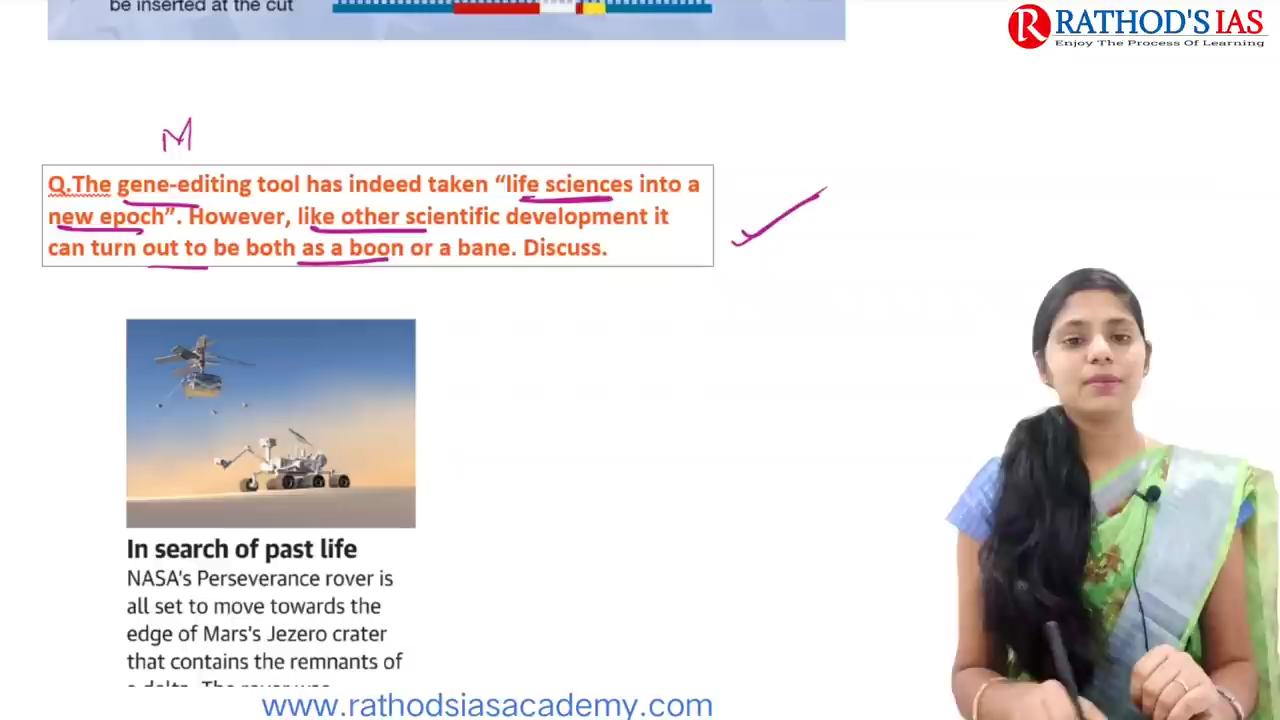 be inserted at the cut
RATHOD'S IAS
Enjoy The Process Of Learning
M
Q.The gene-editing tool has indeed taken “life sciences into a
new epoch”. However, like other scientific development it
can turn out to be both as a boon or a bane. Discuss.
In search of past life
NASA's Perseverance rover is
all set to move towards the
edge of Mars's Jezero crater
that contains the remnants of
www.rathodsiasacademy.com